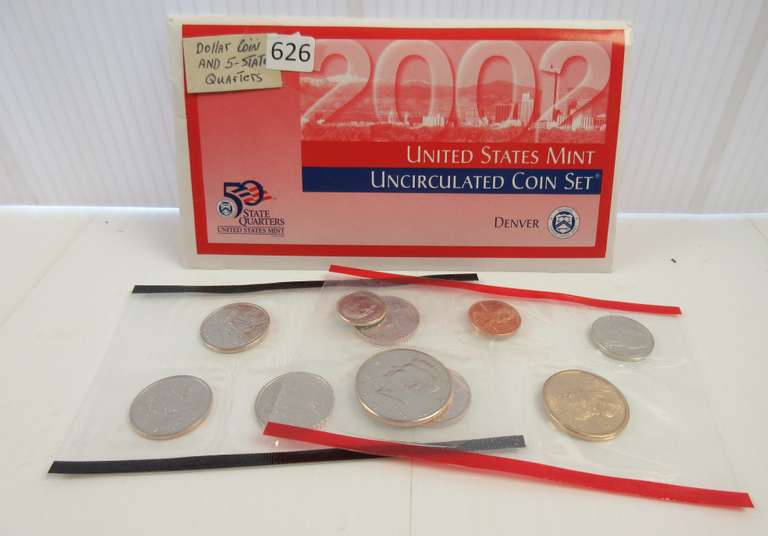 Dollar Coin
AND 5-STATE
QUARTERS
626
2002
UNITED STATES MINT
UNCIRCULATED COIN SET®
50
STATE
QUARTERS
UNITED STATES MINT
DENVER